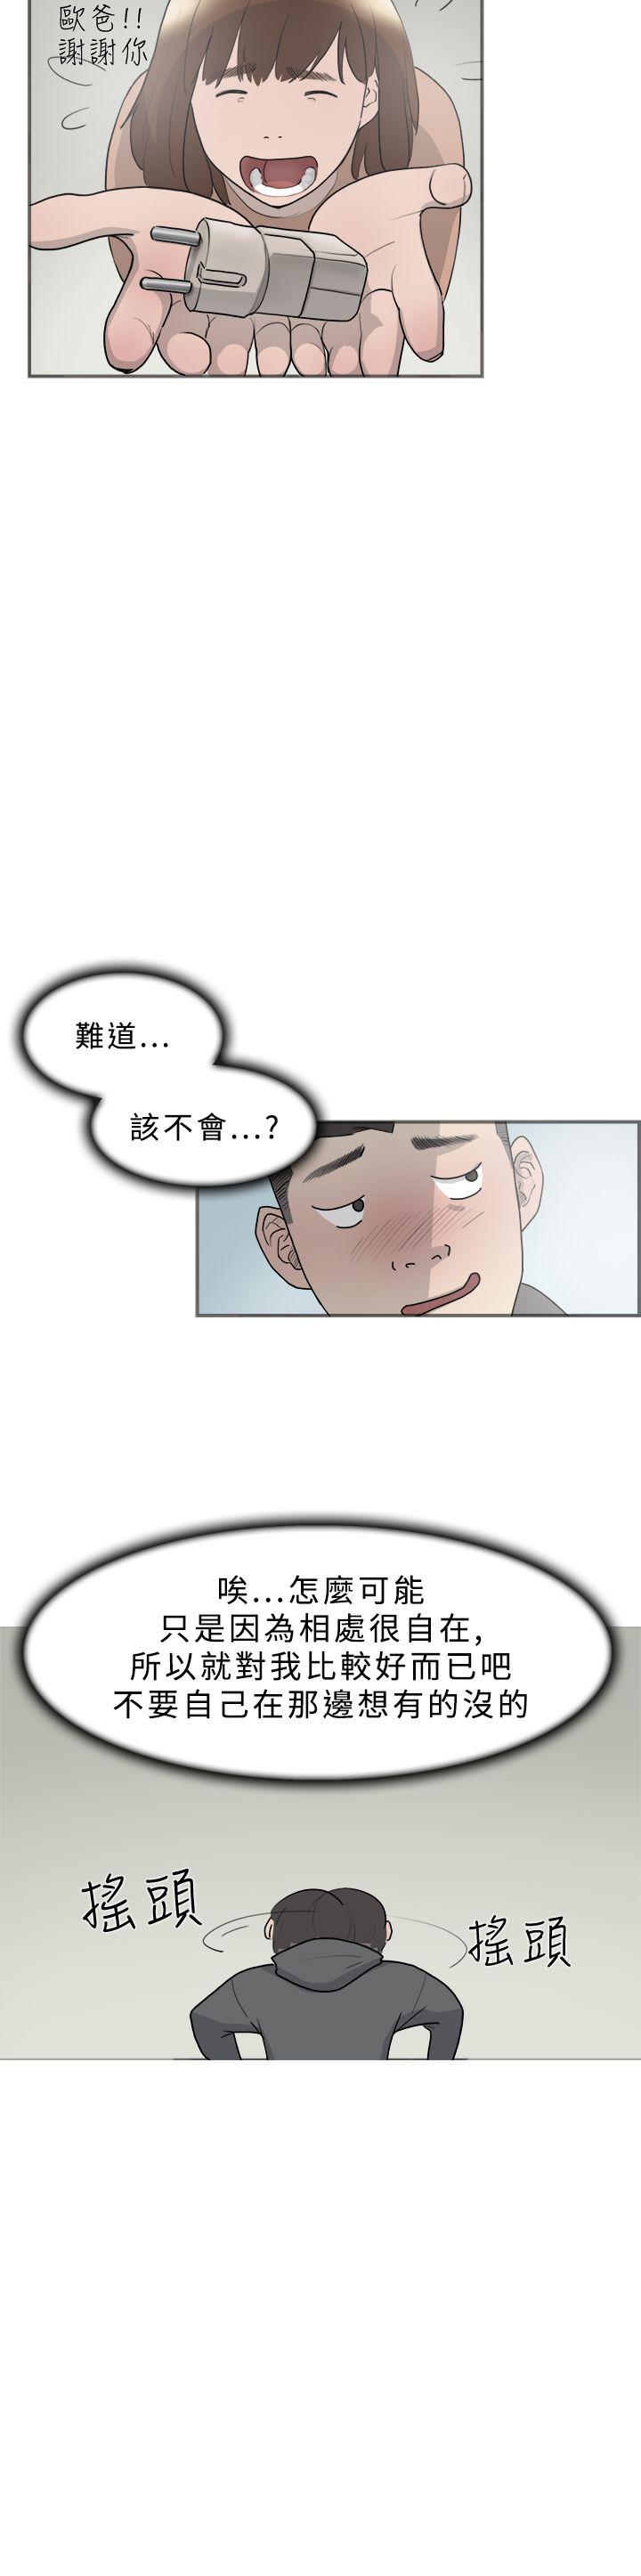 歐爸!!
謝謝你
難道...
該不會...?
唉...怎麼可能
只是因為相處很自在,
所以就對我比較好而已吧
不要自己在那邊想有的沒的
搖頭
搖頭